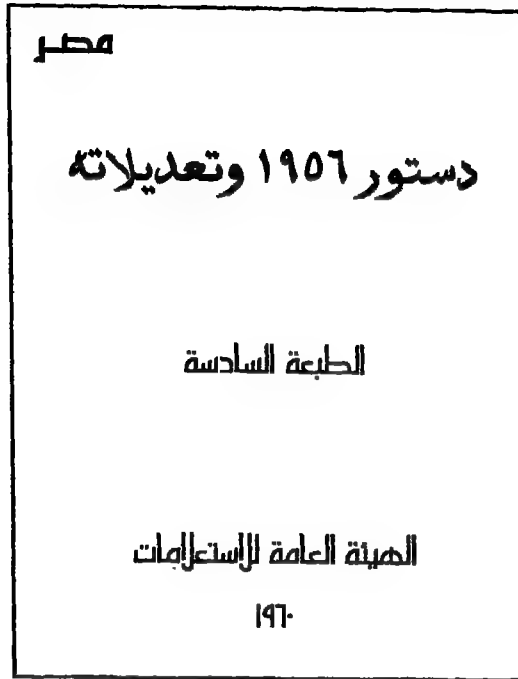 مصر
دستور ١٩٥٦ وتعديلاته
الطبعة السادسة
الهيئة العامة للاستعلامات
١٩٦٠